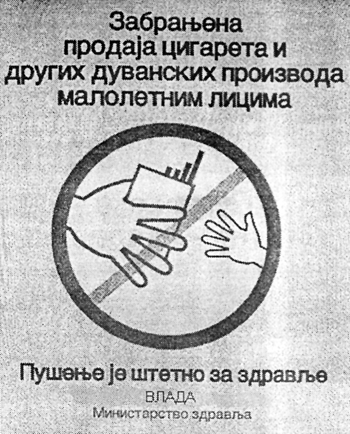 Забрањена
продаја цигарета и
других дуванских производа
малолетним лицима
Пушење је штетно за здравље
ВЛАДА
Министарство здравља